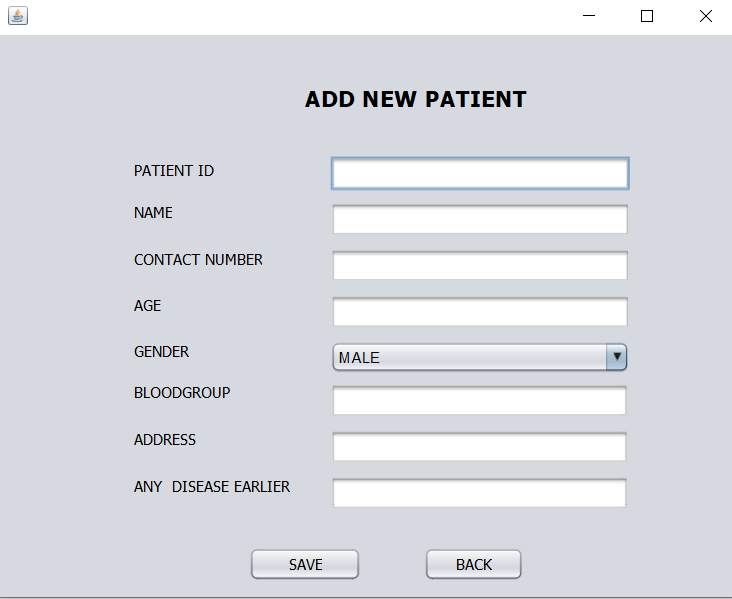 ADD NEW PATIENT
PATIENT ID
NAME
CONTACT NUMBER
AGE
GENDER MALE
BLOODGROUP
ADDRESS
ANY  DISEASE EARLIER
SAVE BACK